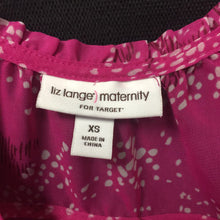 liz lange) maternity
FOR TARGET®
XS
MADE IN
CHINA